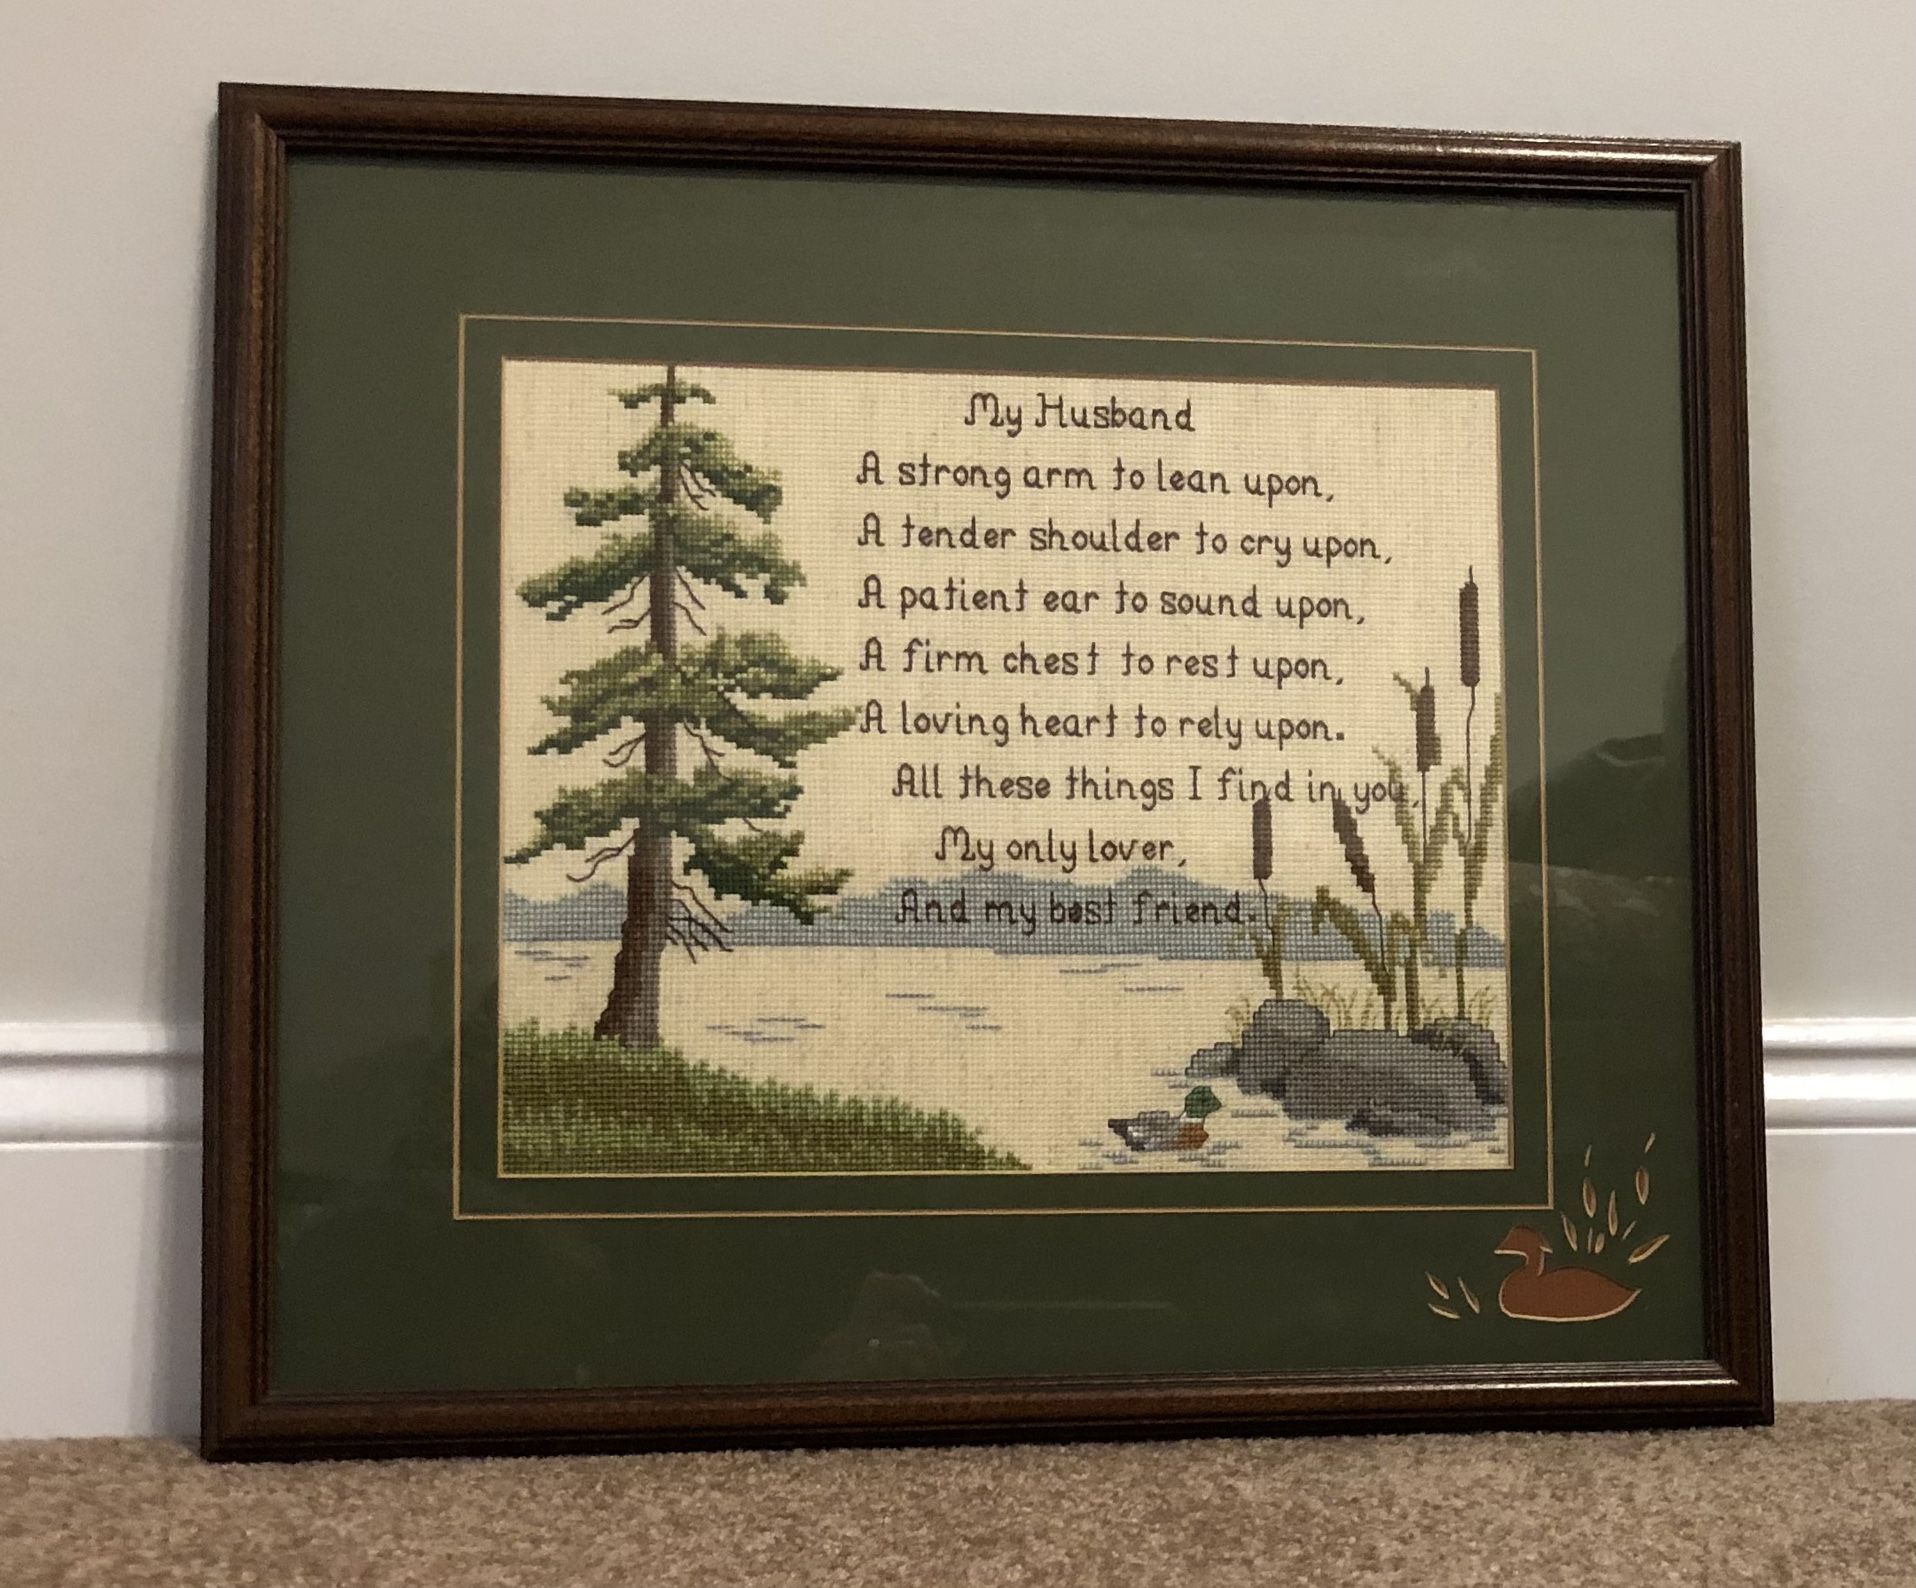 My Husband
A strong arm to lean upon,
A tender shoulder to cry upon,
A patient ear to sound upon,
A firm chest to rest upon,
A loving heart to rely upon.
All these things I find in you,
My only lover,
And my best friend.